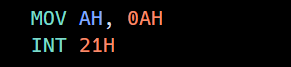 MOV AH, 0AH
INT 21H